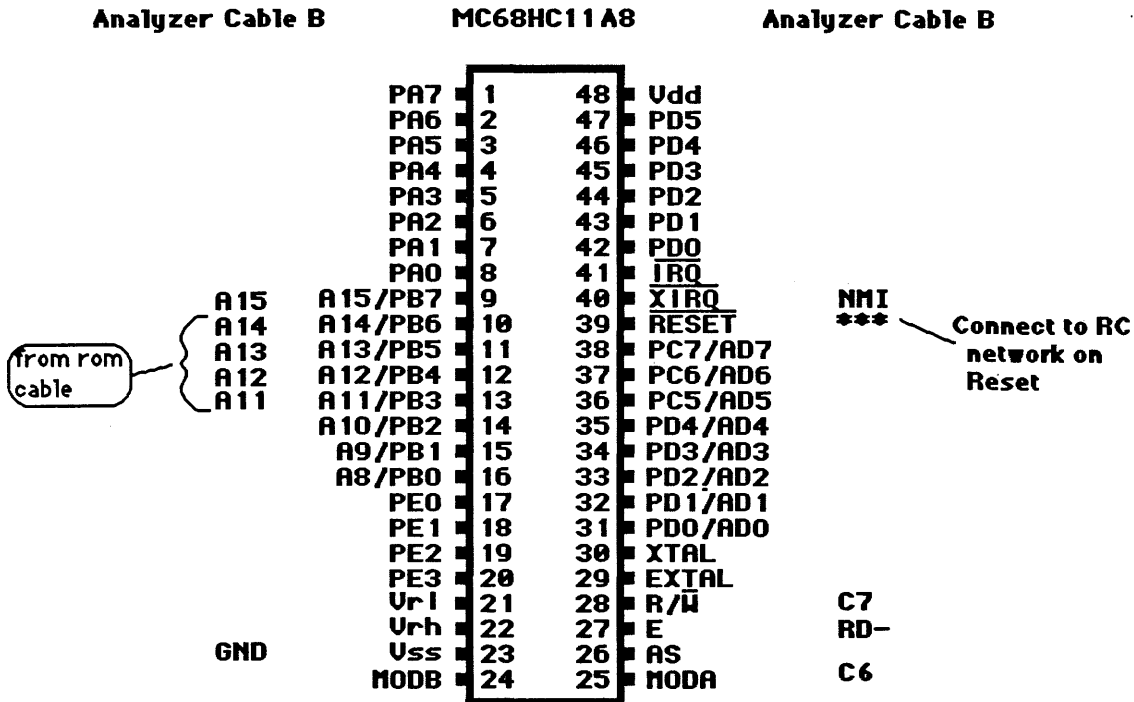 Analyzer Cable B MC68HC11A8 Analyzer Cable B
PA7 1 48 Vdd
PA6 2 47 PD5
PA5 3 46 PD4
PA4 4 45 PD3
PA3 5 44 PD2
PA2 6 43 PD1
PA1 7 42 PD0
PA0 8 41 IRQ
A15 A15/PB7 9 40 XIRQ NMI
A14 A14/PB6 10 39 RESET ***
A13 A13/PB5 11 38 PC7/AD7
A12 A12/PB4 12 37 PC6/AD6
A11 A11/PB3 13 36 PC5/AD5
from rom
cable
Connect to RC
network on
Reset
A10/PB2 14 35 PD4/AD4
A9/PB1 15 34 PD3/AD3
A8/PB0 16 33 PD2/AD2
PE0 17 32 PD1/AD1
PE1 18 31 PD0/AD0
PE2 19 30 XTAL
PE3 20 29 EXTAL
Vrl 21 28 R/W̅ C7
Vrh 22 27 E RD-
GND Vss 23 26 AS
MODB 24 25 MODA C6